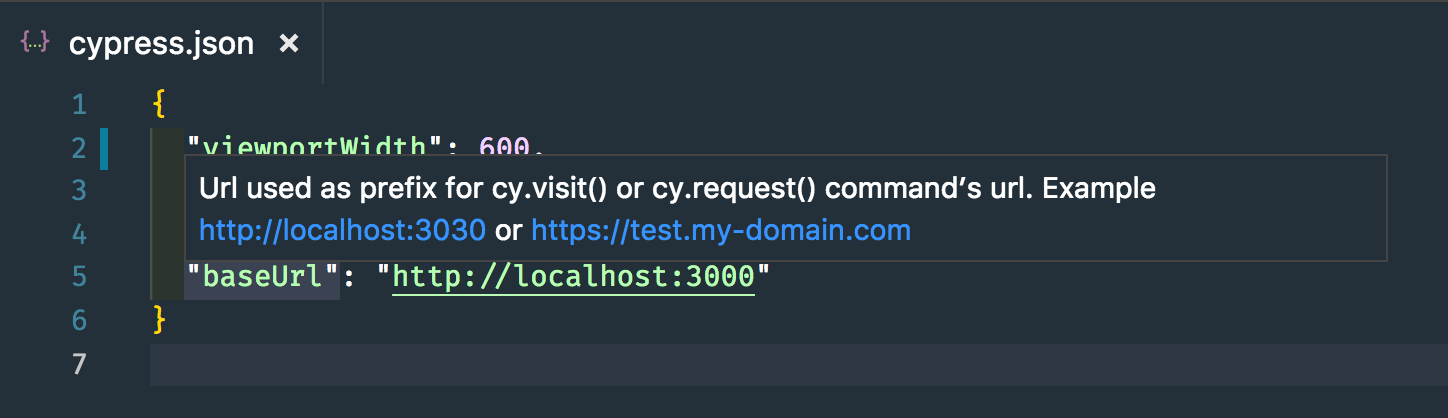 {..} cypress.json ×
1 {
2 "viewportWidth": 600,
3 Url used as prefix for cy.visit() or cy.request() command's url. Example
4 http://localhost:3030 or https://test.my-domain.com
5 "baseUrl": "http://localhost:3000"
6 }
7